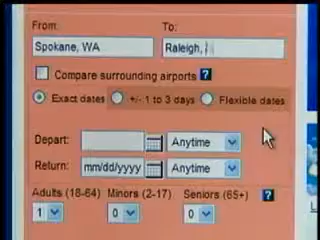 From: To:
Spokane, WA Raleigh,
Compare surrounding airports ?
Exact dates +/- 1 to 3 days Flexible dates
Depart: Anytime
Return: mm/dd/yyyy Anytime
Adults (18-64) Minors (2-17) Seniors (65+) ?
1 0 0